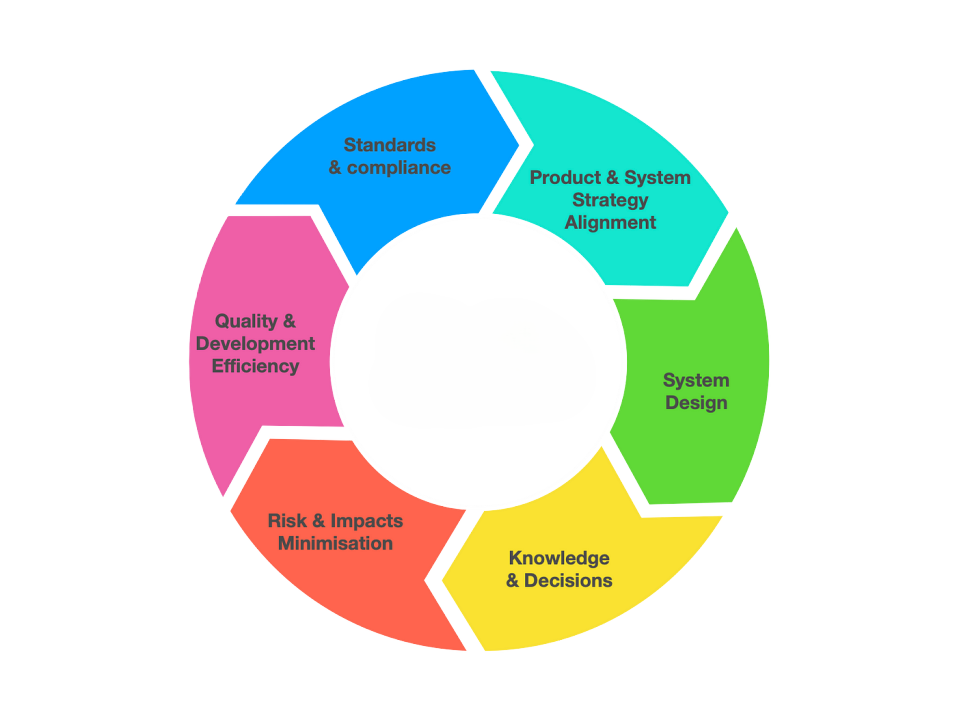 Standards
& compliance
Product & System
Strategy
Alignment
System
Design
Knowledge
& Decisions
Risk & Impacts
Minimisation
Quality &
Development
Efficiency